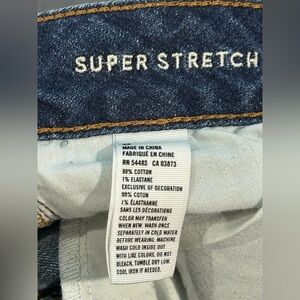 SUPER STRETCH
MADE IN CHINA
FABRIQUÉ EN CHINE
RN 54485 CA 03873
99% COTTON
1% ELASTANE
EXCLUSIVE OF DECORATION
99% COTON
1% ÉLASTHANNE
SANS LES DÉCORATIONS
COLOR MAY TRANSFER
WHEN NEW. WASH ONCE
SEPARATELY IN COLD WATER
BEFORE WEARING. MACHINE
WASH COLD INSIDE OUT
WITH LIKE COLORS. DO NOT
BLEACH. TUMBLE DRY LOW.
COOL IRON IF NEEDED.